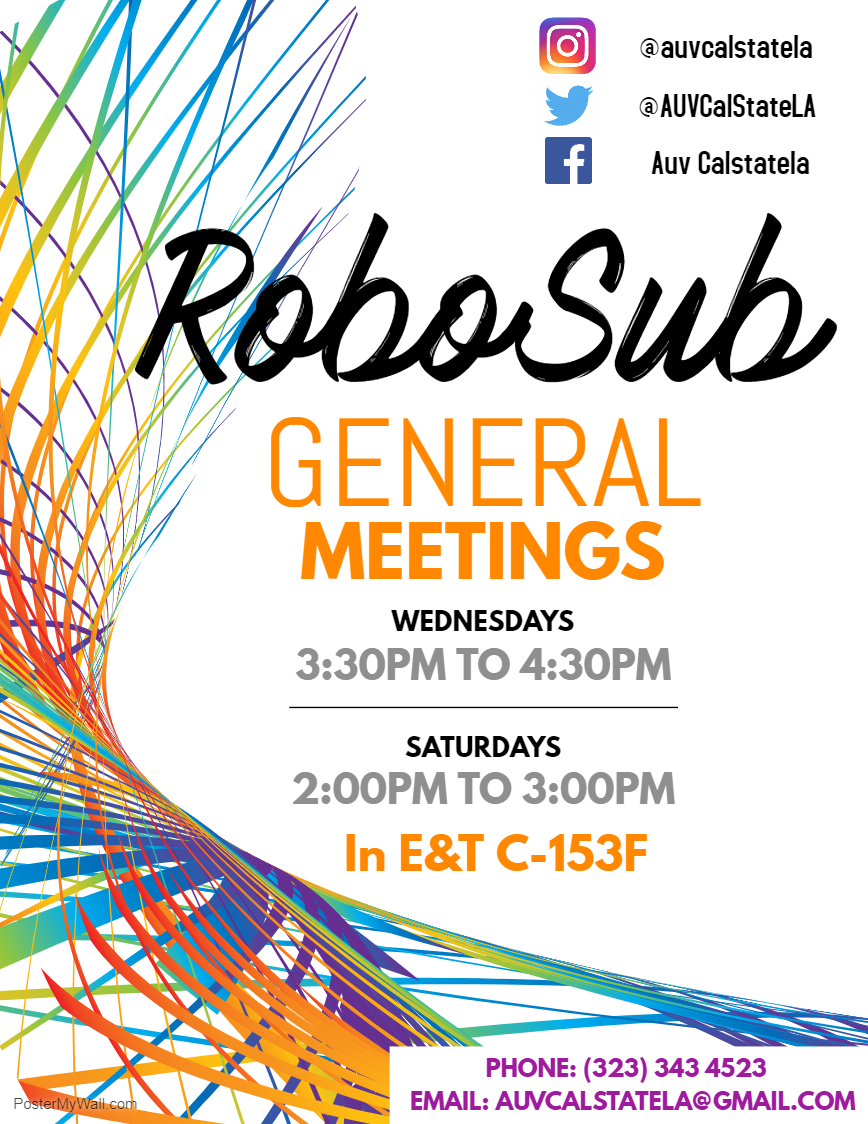 @auvcalstatela
@AUVCalStateLA
Auv Calstatela
RoboSub
GENERAL
MEETINGS
WEDNESDAYS
3:30PM TO 4:30PM
SATURDAYS
2:00PM TO 3:00PM
In E&T C-153F
PHONE: (323) 343 4523
EMAIL: AUVCALSTATELA@GMAIL.COM
PosterMyWall.com